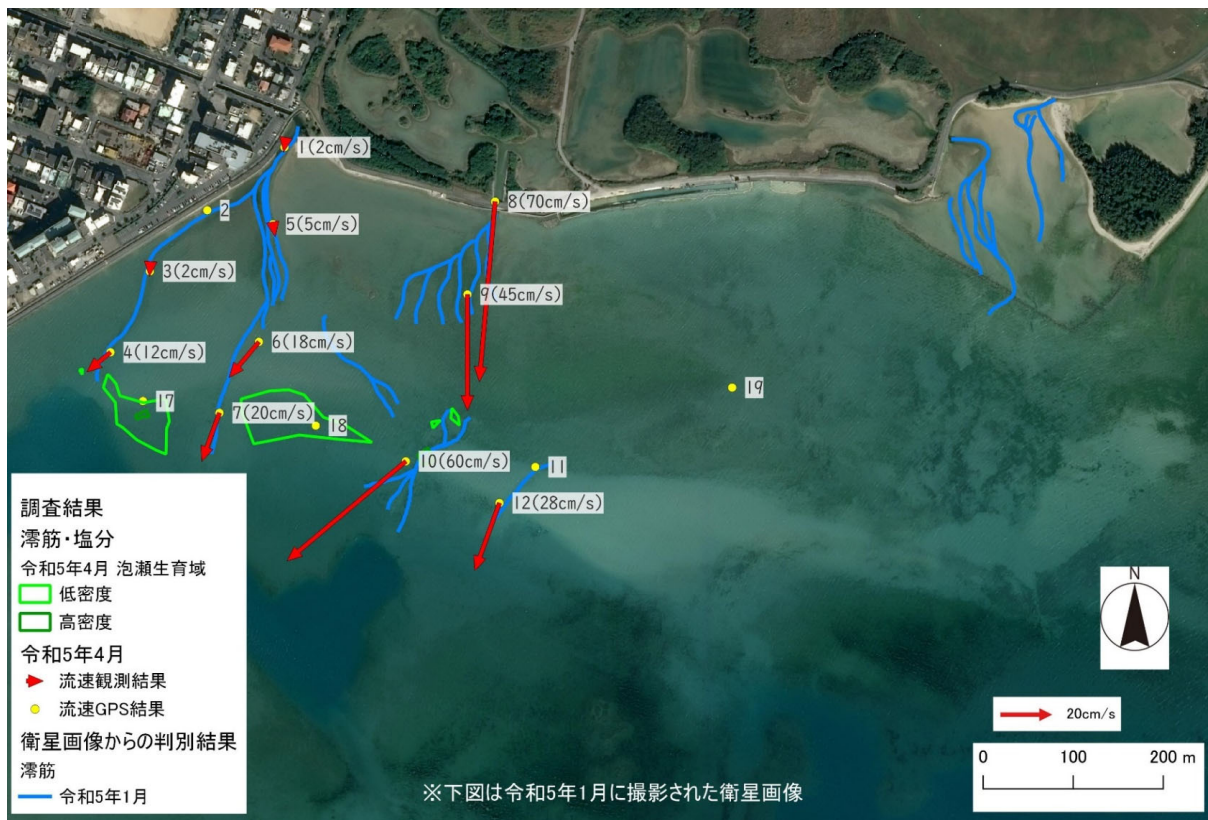 1(2cm/s)
2
8(70cm/s)
5(5cm/s)
3(2cm/s)
9(45cm/s)
6(18cm/s)
4(12cm/s)
19
17
7(20cm/s)
18
10(60cm/s)
11
12(28cm/s)
調査結果
澪筋・塩分
令和5年4月 泡瀬生育域
低密度
高密度
令和5年4月
流速観測結果
流速GPS結果
衛星画像からの判別結果
澪筋
令和5年1月
N
20cm/s
0 100 200 m
※下図は令和5年1月に撮影された衛星画像